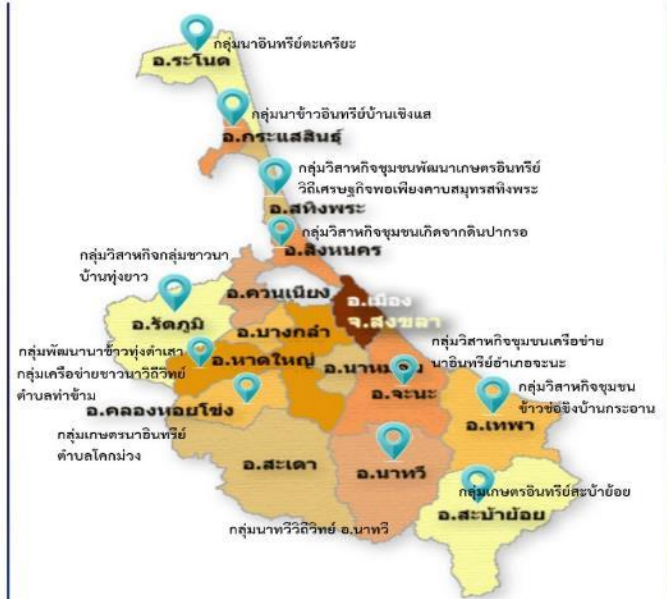 กลุ่มนาอินทรีย์ตะเครียะ
อ.ระโนด
กลุ่มนาข้าวอินทรีย์บ้านเชิงแส
อ.กระแสสินธุ์
กลุ่มวิสาหกิจชุมชนพัฒนาเกษตรอินทรีย์
วิถีเศรษฐกิจพอเพียงคาบสมุทรสทิงพระ
อ.สทิงพระ
กลุ่มวิสาหกิจชุมชนเกิดจากดินปากรอ
อ.สิงหนคร
กลุ่มวิสาหกิจกลุ่มชาวนา
บ้านทุ่งยาว
อ.ควนเนียง
อ.เมือง
จ.สงขลา
อ.รัตภูมิ
อ.บางกล่ำ
กลุ่มวิสาหกิจชุมชนเครือข่าย
นาอินทรีย์อำเภอจะนะ
กลุ่มพัฒนานาข้าวทุ่งตำเสา
อ.หาดใหญ่
อ.นาหม่อม
กลุ่มเครือข่ายชาวนาวิถีวิทย์
ตำบลท่าข้าม
อ.จะนะ
กลุ่มวิสาหกิจชุมชน
ข้าวช่อขิงบ้านกระอาน
อ.คลองหอยโข่ง
อ.เทพา
กลุ่มเกษตรนาอินทรีย์
ตำบลโคกม่วง
อ.สะเดา
อ.นาทวี
กลุ่มเกษตรอินทรีย์สะบ้าย้อย
อ.สะบ้าย้อย
กลุ่มนาทวีวิถีวิทย์ อ.นาทวี